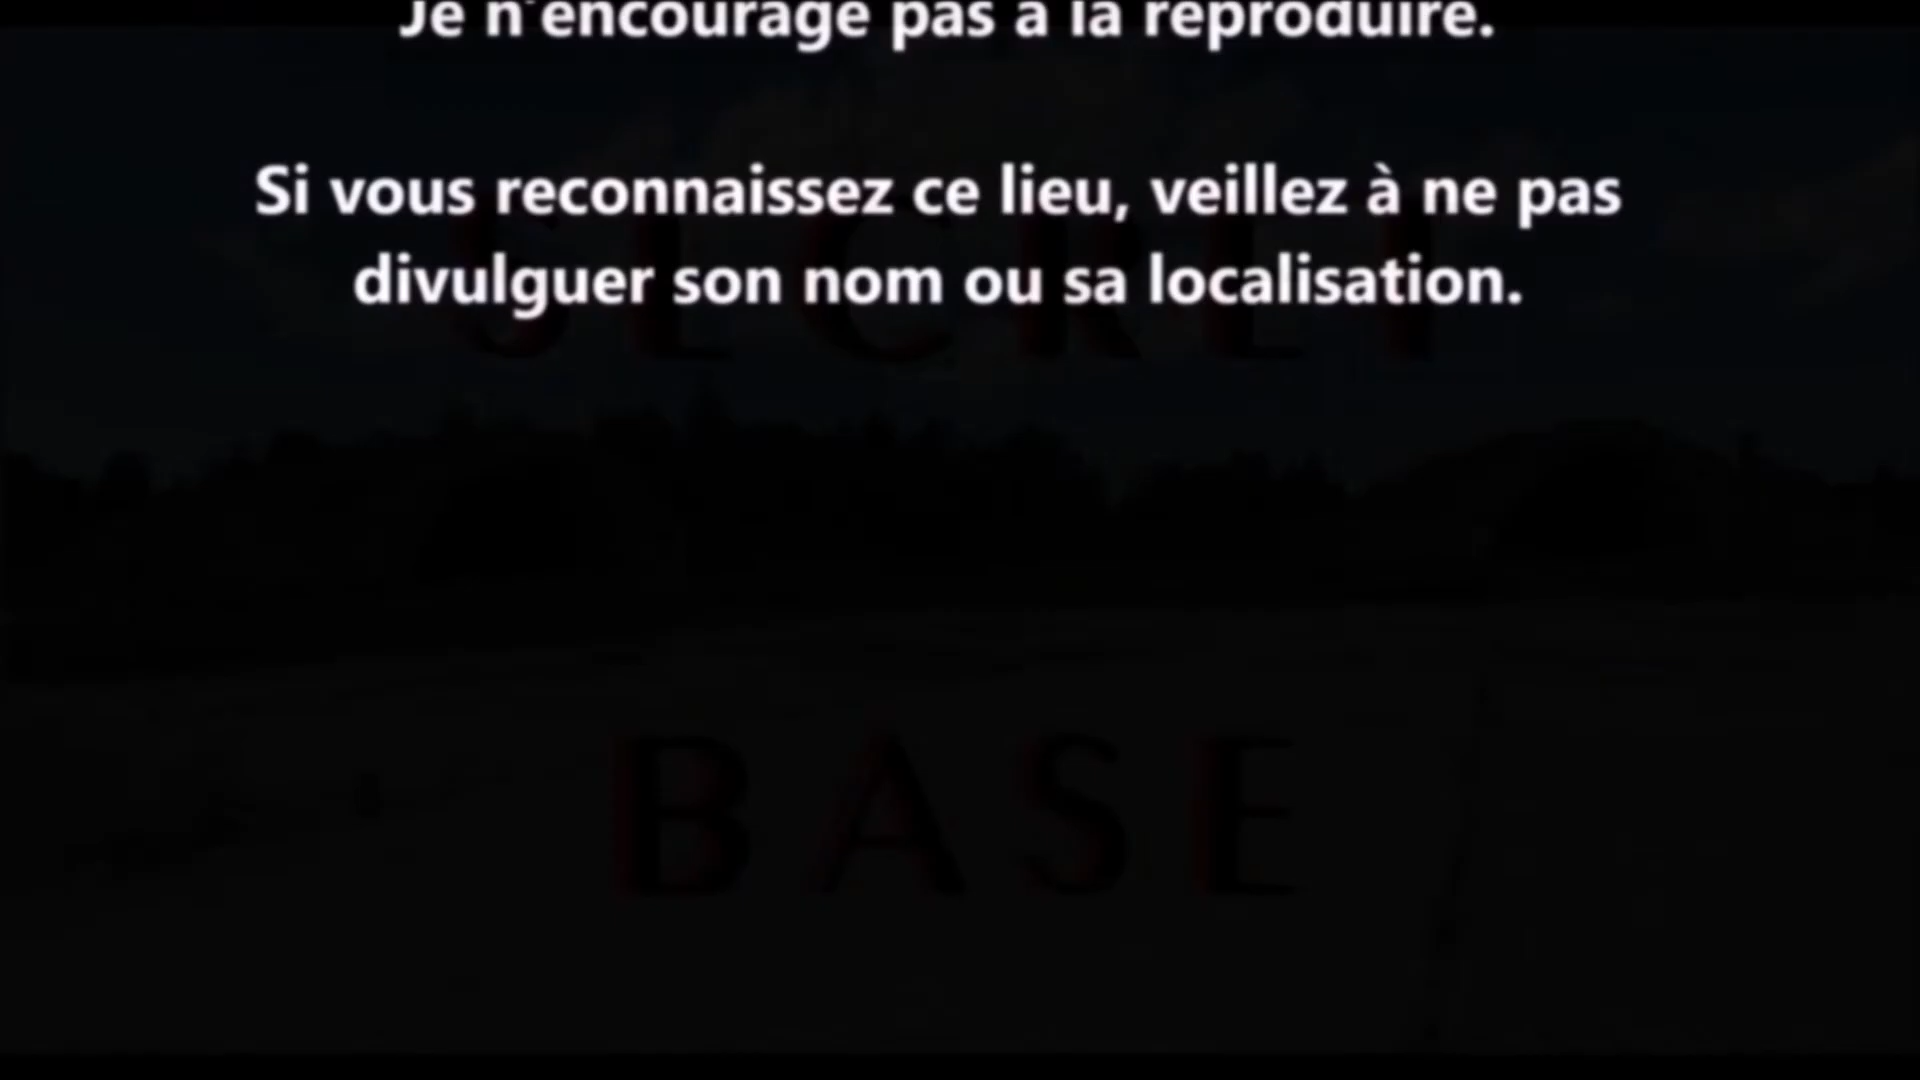 Je n'encourage pas à la reproduire.
Si vous reconnaissez ce lieu, veillez à ne pas
divulguer son nom ou sa localisation.
SECRET
BASE